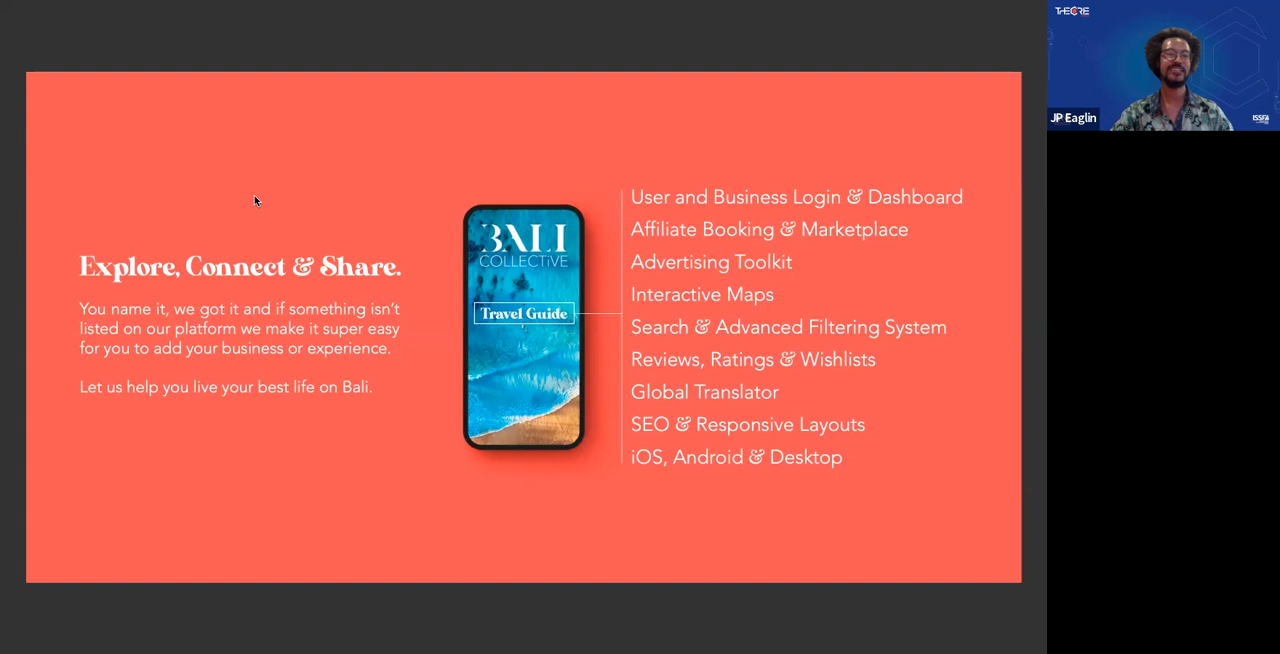 Explore, Connect & Share.
You name it, we got it and if something isn't
listed on our platform we make it super easy
for you to add your business or experience.
Let us help you live your best life on Bali.
BALI
COLLECTiVE
Travel Guide
User and Business Login & Dashboard
Affiliate Booking & Marketplace
Advertising Toolkit
Interactive Maps
Search & Advanced Filtering System
Reviews, Ratings & Wishlists
Global Translator
SEO & Responsive Layouts
iOS, Android & Desktop
THECORE
JP Eaglin
ISSFA